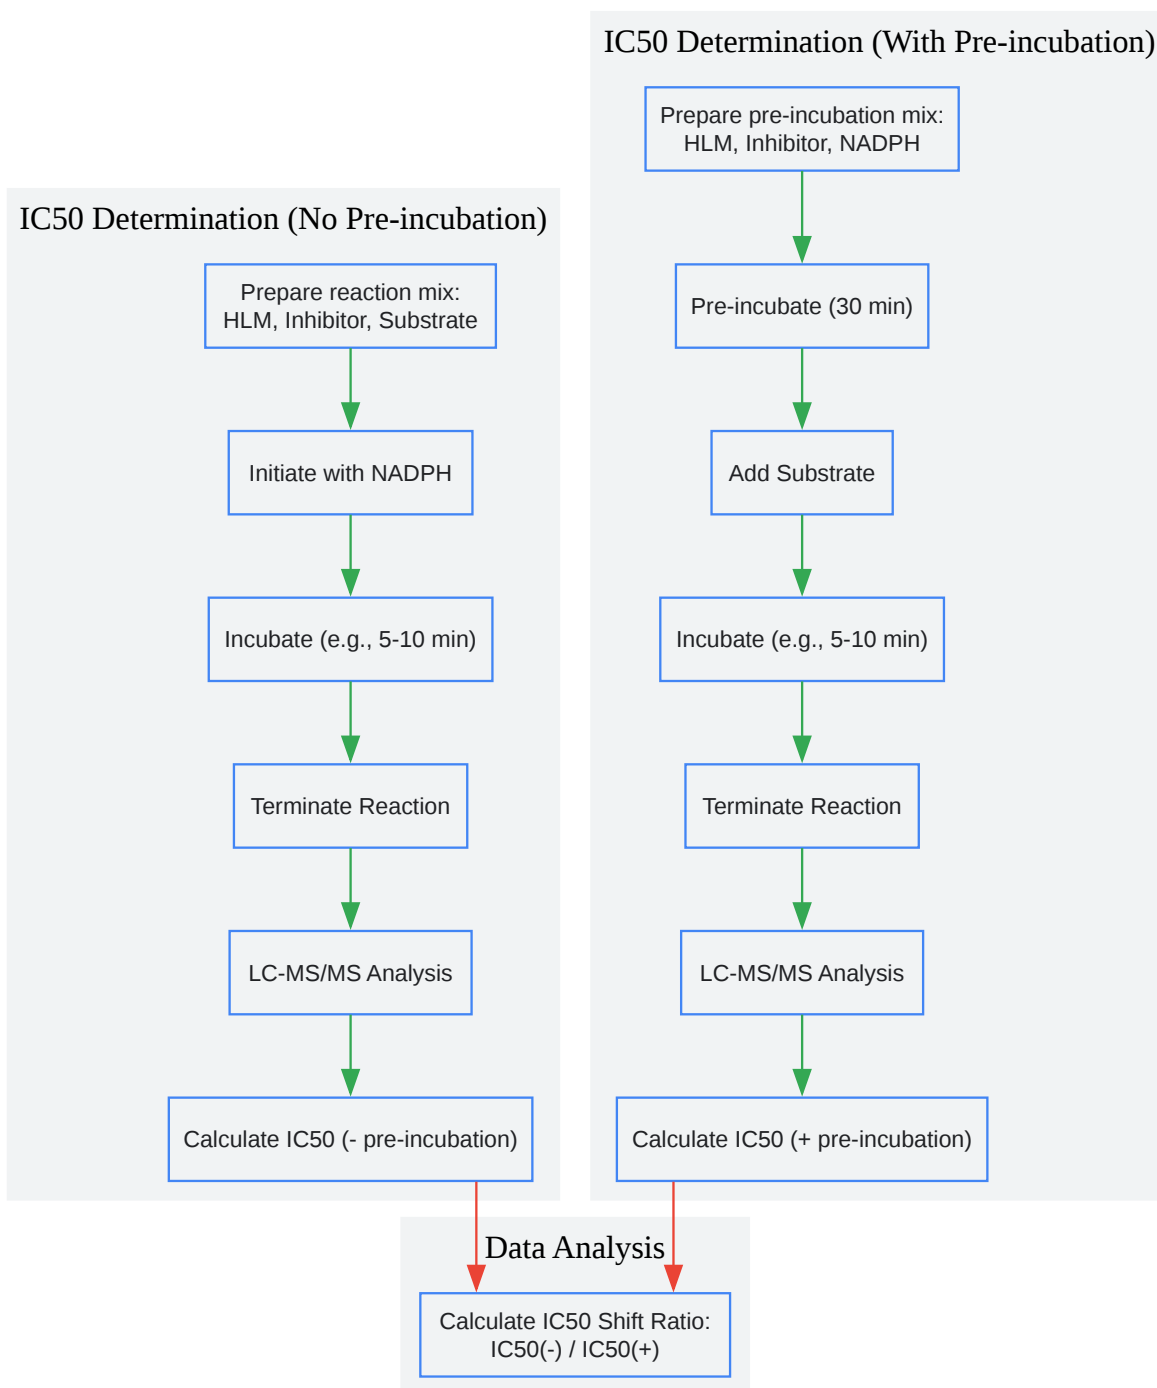 IC50 Determination (No Pre-incubation)
Prepare reaction mix:
HLM, Inhibitor, Substrate
Initiate with NADPH
Incubate (e.g., 5-10 min)
Terminate Reaction
LC-MS/MS Analysis
Calculate IC50 (- pre-incubation)
IC50 Determination (With Pre-incubation)
Prepare pre-incubation mix:
HLM, Inhibitor, NADPH
Pre-incubate (30 min)
Add Substrate
Incubate (e.g., 5-10 min)
Terminate Reaction
LC-MS/MS Analysis
Calculate IC50 (+ pre-incubation)
Data Analysis
Calculate IC50 Shift Ratio:
IC50(-) / IC50(+)